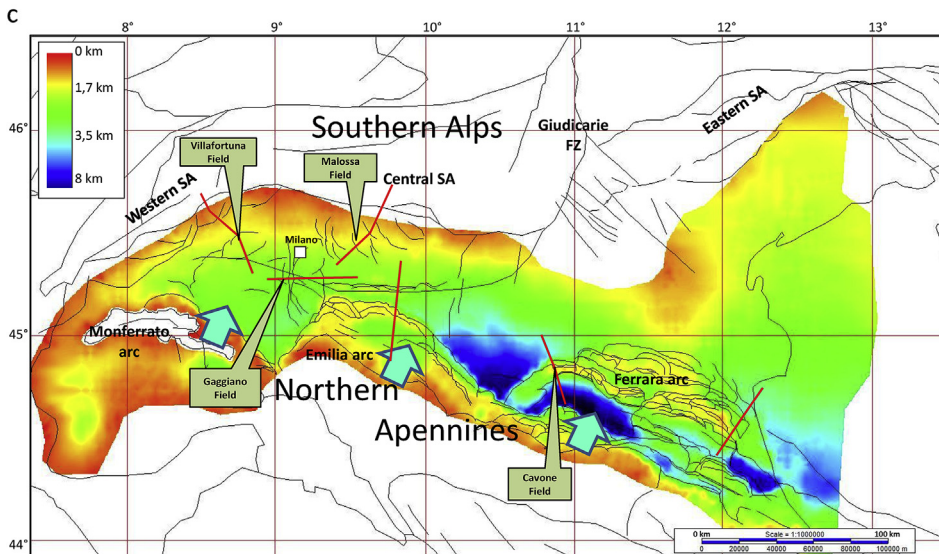 C
8°
9°
10°
11°
12°
13°
0 km
1,7 km
3,5 km
8 km
46°
45°
44°
Southern Alps
Giudicarie
FZ
Eastern SA
Villafortuna
Field
Malossa
Field
Central SA
Western SA
Milano
Monferrato
arc
Emilia arc
Ferrara arc
Gaggiano
Field
Northern
Apennines
Cavone
Field
0 km
Scale = 1:1000000
100 km
0
20000
40000
60000
80000
100000 m